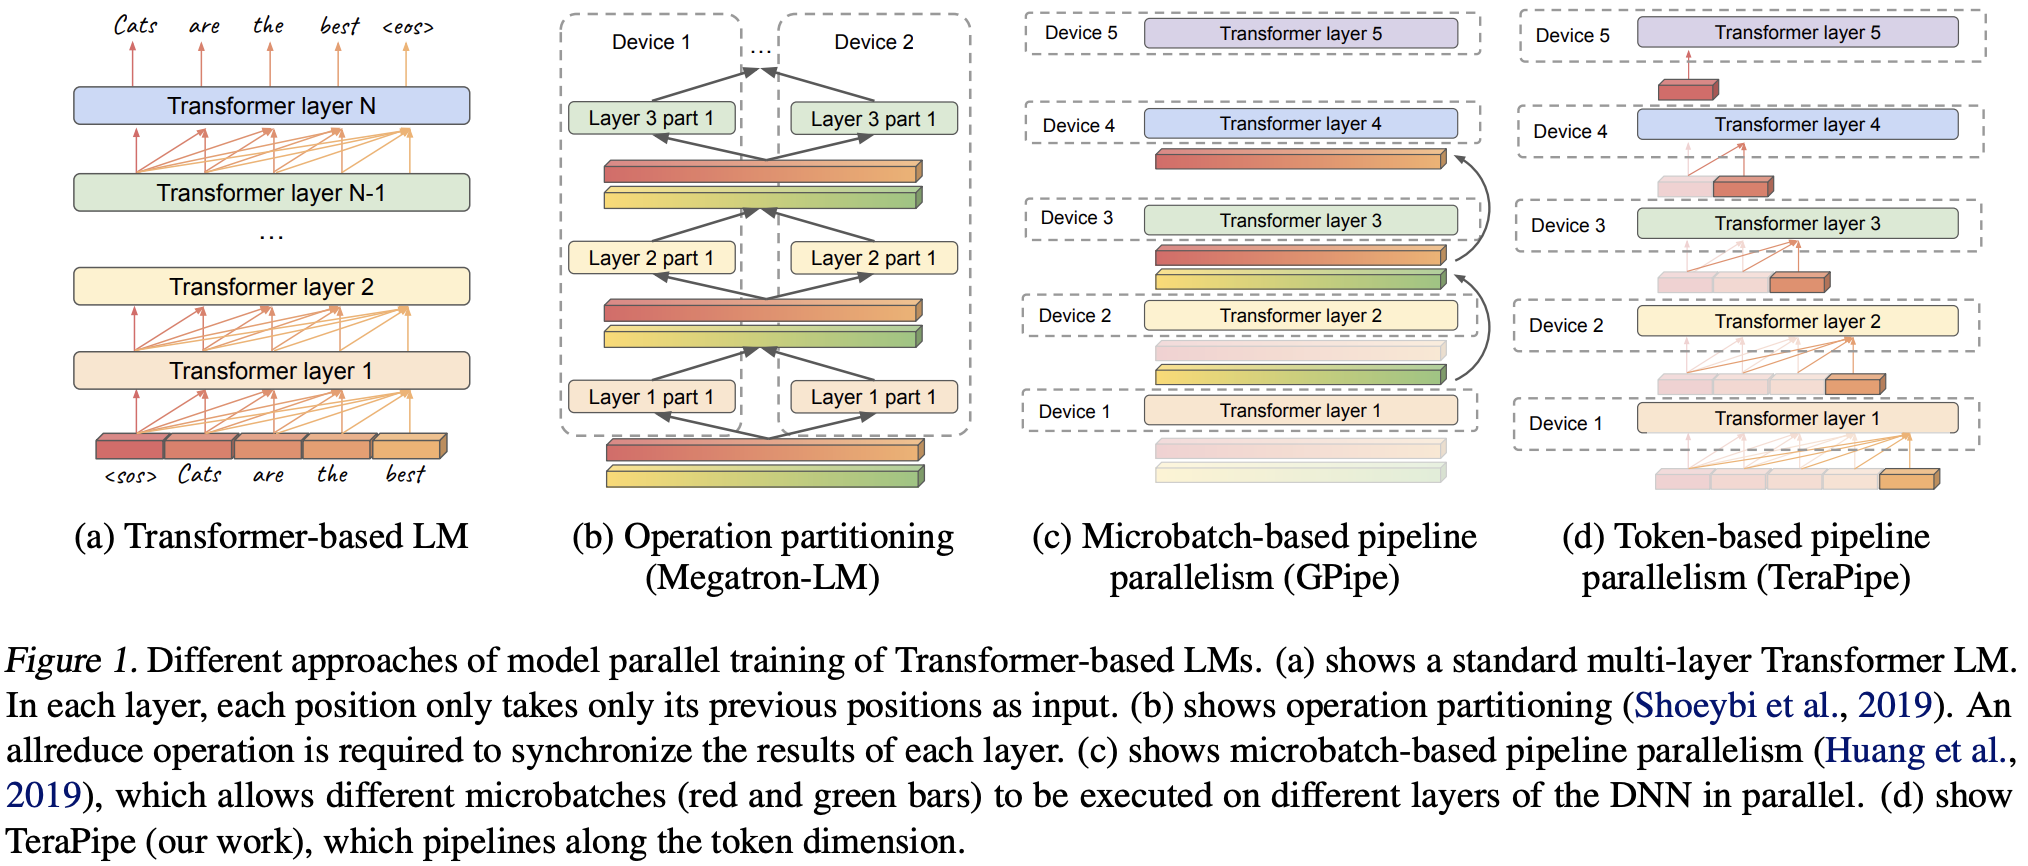 Cats are the best <eos>
Transformer layer N
Transformer layer N-1
...
Transformer layer 2
Transformer layer 1
<sos> Cats are the best
(a) Transformer-based LM
Device 1
...
Device 2
Layer 3 part 1
Layer 3 part 1
Layer 2 part 1
Layer 2 part 1
Layer 1 part 1
Layer 1 part 1
(b) Operation partitioning
(Megatron-LM)
Device 5
Transformer layer 5
Device 4
Transformer layer 4
Device 3
Transformer layer 3
Device 2
Transformer layer 2
Device 1
Transformer layer 1
(c) Microbatch-based pipeline
parallelism (GPipe)
Device 5
Transformer layer 5
Device 4
Transformer layer 4
Device 3
Transformer layer 3
Device 2
Transformer layer 2
Device 1
Transformer layer 1
(d) Token-based pipeline
parallelism (TeraPipe)
Figure 1. Different approaches of model parallel training of Transformer-based LMs. (a) shows a standard multi-layer Transformer LM.
In each layer, each position only takes only its previous positions as input. (b) shows operation partitioning (Shoeybi et al., 2019). An
allreduce operation is required to synchronize the results of each layer. (c) shows microbatch-based pipeline parallelism (Huang et al.,
2019), which allows different microbatches (red and green bars) to be executed on different layers of the DNN in parallel. (d) show
TeraPipe (our work), which pipelines along the token dimension.